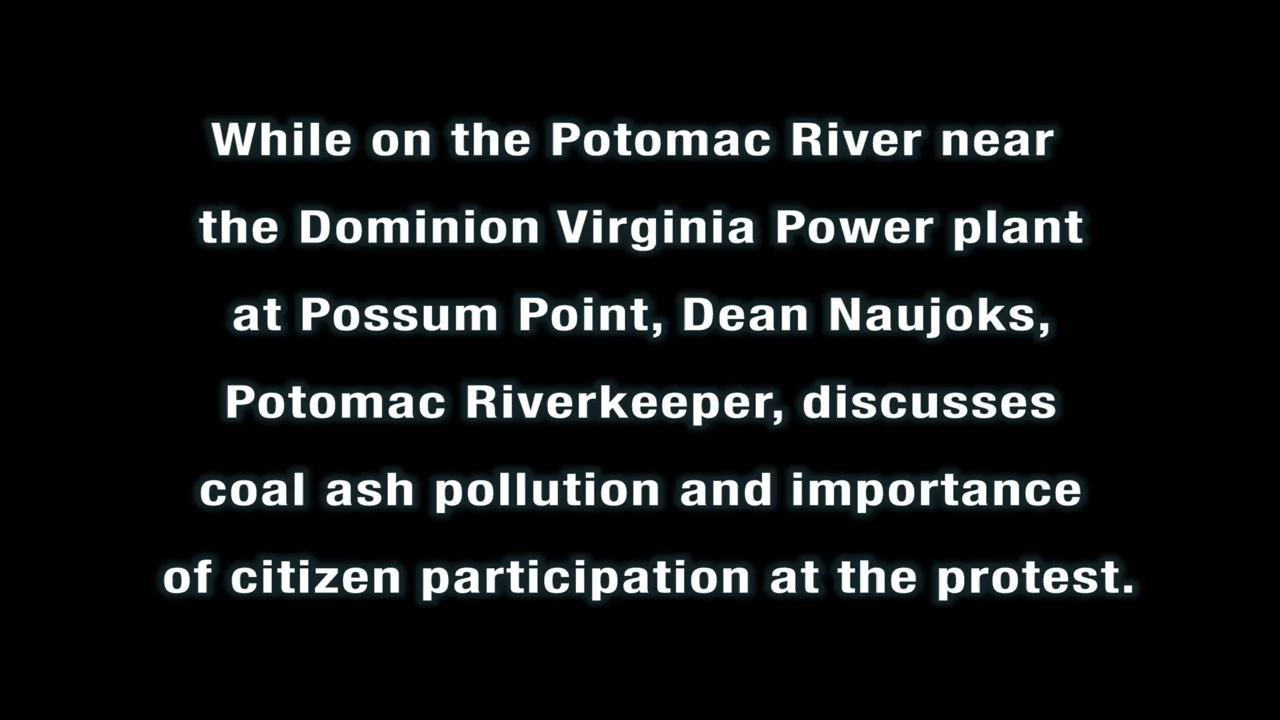 While on the Potomac River near
the Dominion Virginia Power plant
at Possum Point, Dean Naujoks,
Potomac Riverkeeper, discusses
coal ash pollution and importance
of citizen participation at the protest.